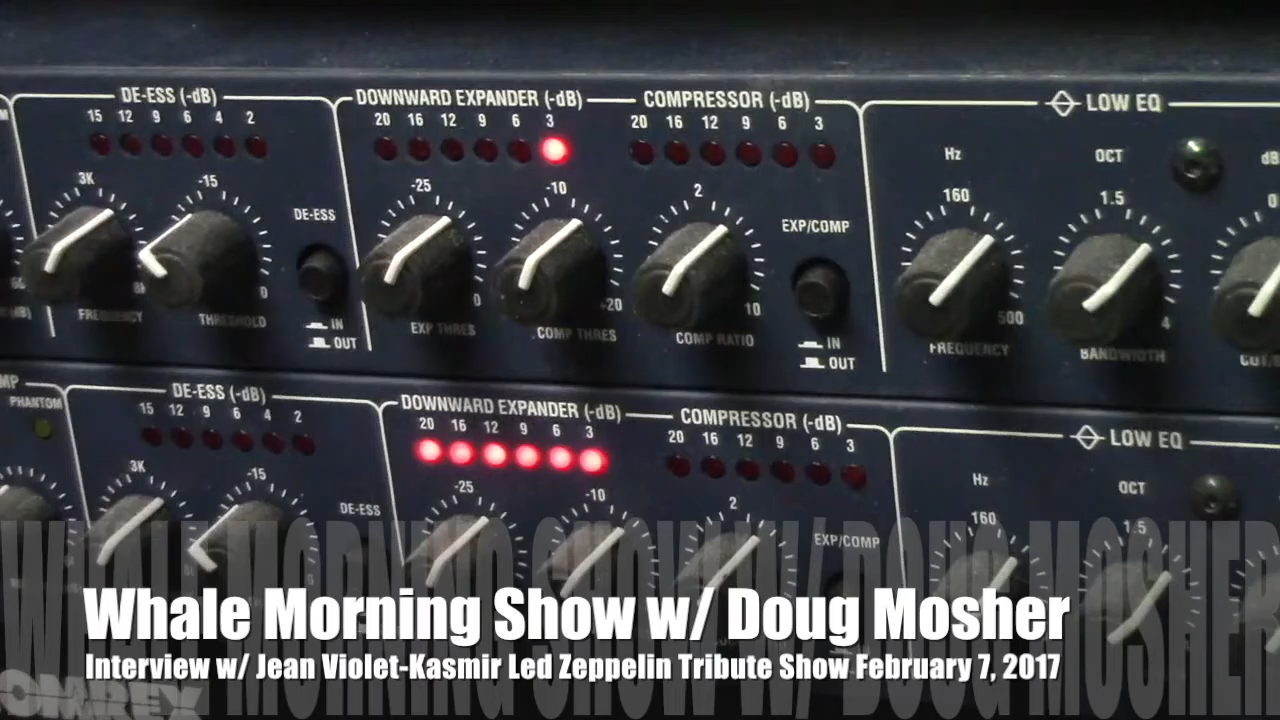 DE-ESS (-dB) DOWNWARD EXPANDER (-dB) COMPRESSOR (-dB) LOW EQ
15 12 9 6 4 2 20 16 12 9 6 3 20 16 12 9 6 3
Hz OCT dB
3K -15 -25 -10 2 160 1.5 0
DE-ESS EXP/COMP
0 0 -20 10 500 4
FREQUENCY THRESHOLD EXP THRES COMP THRES COMP RATIO FREQUENCY BANDWIDTH
IN IN
OUT OUT
DE-ESS (-dB) DOWNWARD EXPANDER (-dB) COMPRESSOR (-dB) LOW EQ
PHANTOM 15 12 9 6 4 2 20 16 12 9 6 3 20 16 12 9 6 3
Hz OCT
3K -15 -25 -10 2 160 1.5
DE-ESS EXP/COMP
WHALE MORNING SHOW W/ DOUG MOSHER
Whale Morning Show w/ Doug Mosher
Interview w/ Jean Violet-Kasmir Led Zeppelin Tribute Show February 7, 2017